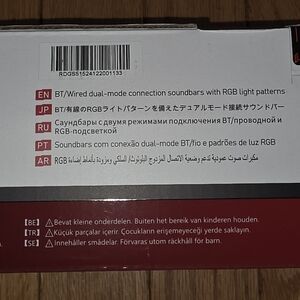 RDGS51524122001133
EN BT/Wired dual-mode connection soundbars with RGB light patterns
JP BT/有線のRGBライトパターンを備えたデュアルモード接続サウンドバー
RU Саундбары с двумя режимами подключения BT/проводной и
RGB-подсветкой
PT Soundbars com conexão dual-mode BT/fio e padrões de luz RGB
AR مكبرات صوت عمودية تدعم وضعية الاتصال المزدوج البلوتوث/ السلكي ومزودة بأنماط إضاءة RGB
[BE] Bevat kleine onderdelen. Buiten het bereik van kinderen houden.
[TR] Küçük parçalar içerir. Çocukların erişemeyeceği yerde saklayın.
[SE] Innehåller smådelar. Förvaras utom räckhåll för barn.